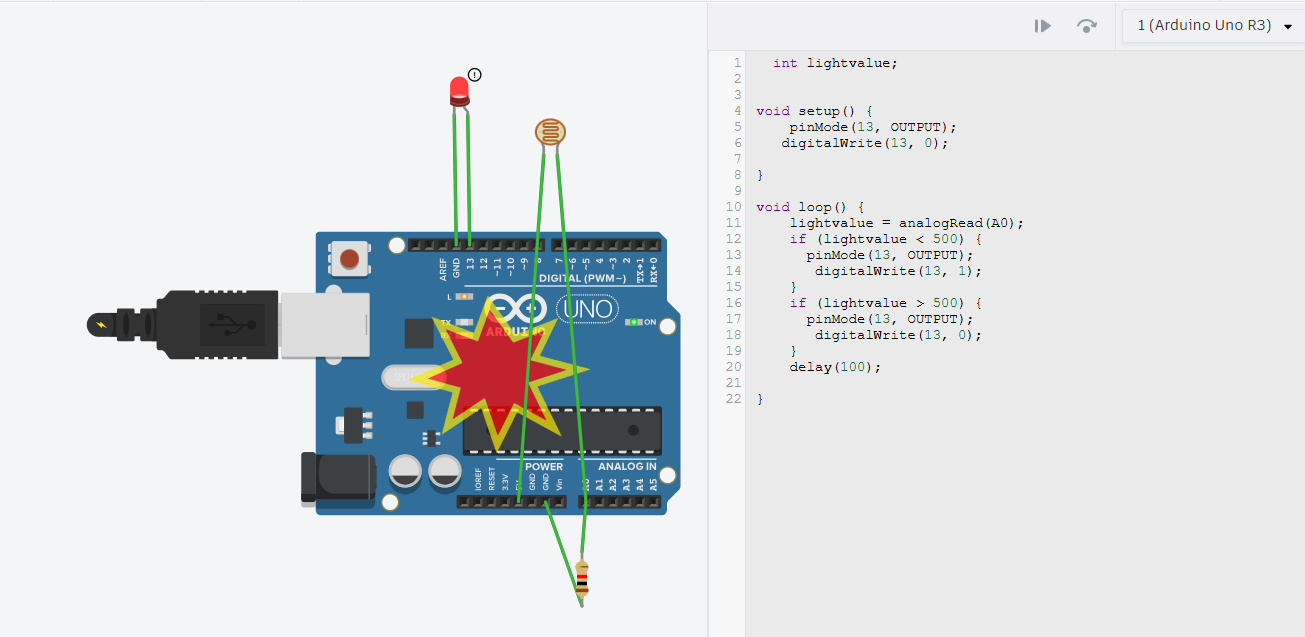 1 (Arduino Uno R3)
1 int lightvalue;
2
3
4 void setup() {
5 pinMode(13, OUTPUT);
6 digitalWrite(13, 0);
7
8 }
9
10 void loop() {
11 lightvalue = analogRead(A0);
12 if (lightvalue < 500) {
13 pinMode(13, OUTPUT);
14 digitalWrite(13, 1);
15 }
16 if (lightvalue > 500) {
17 pinMode(13, OUTPUT);
18 digitalWrite(13, 0);
19 }
20 delay(100);
21
22 }
!
AREF GND 13 12 ~11 ~10 ~9 8 7 ~6 ~5 4 ~3 2 TX→1 RX←0
DIGITAL (PWM~)
L
UNO
TX
ON
ARDUINO
POWER ANALOG IN
IOREF RESET 3.3V GND GND Vin A1 A2 A3 A4 A5